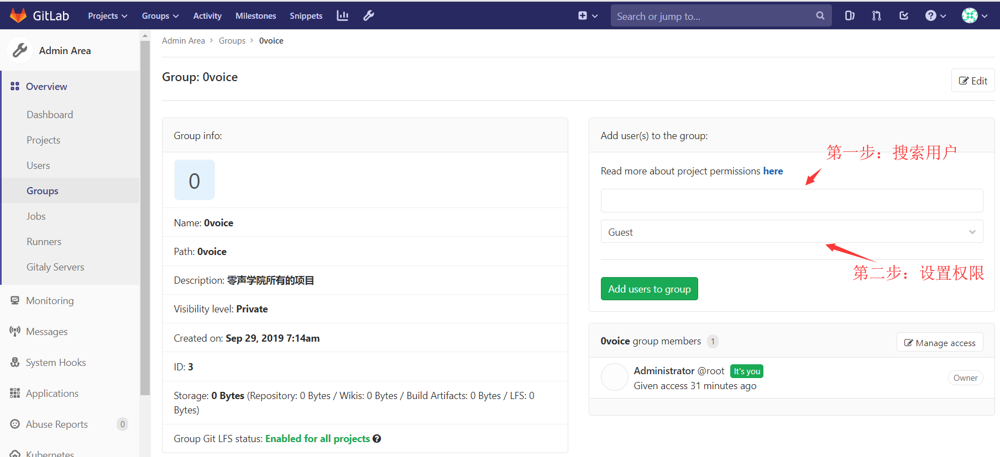 GitLab Projects Groups Activity Milestones Snippets Search or jump to...
Admin Area
Overview
Dashboard
Projects
Users
Groups
Jobs
Runners
Gitaly Servers
Monitoring
Messages
System Hooks
Applications
Abuse Reports 0
Kubernetes
Admin Area > Groups > 0voice
Group: 0voice
Edit
Group info:
0
Name: 0voice
Path: 0voice
Description: 零声学院所有的项目
Visibility level: Private
Created on: Sep 29, 2019 7:14am
ID: 3
Storage: 0 Bytes (Repository: 0 Bytes / Wikis: 0 Bytes / Build Artifacts: 0 Bytes / LFS: 0
Bytes)
Group Git LFS status: Enabled for all projects
Add user(s) to the group:
第一步：搜索用户
Read more about project permissions here
Guest
第二步：设置权限
Add users to group
0voice group members 1
Manage access
Administrator @root It's you
Given access 31 minutes ago
Owner